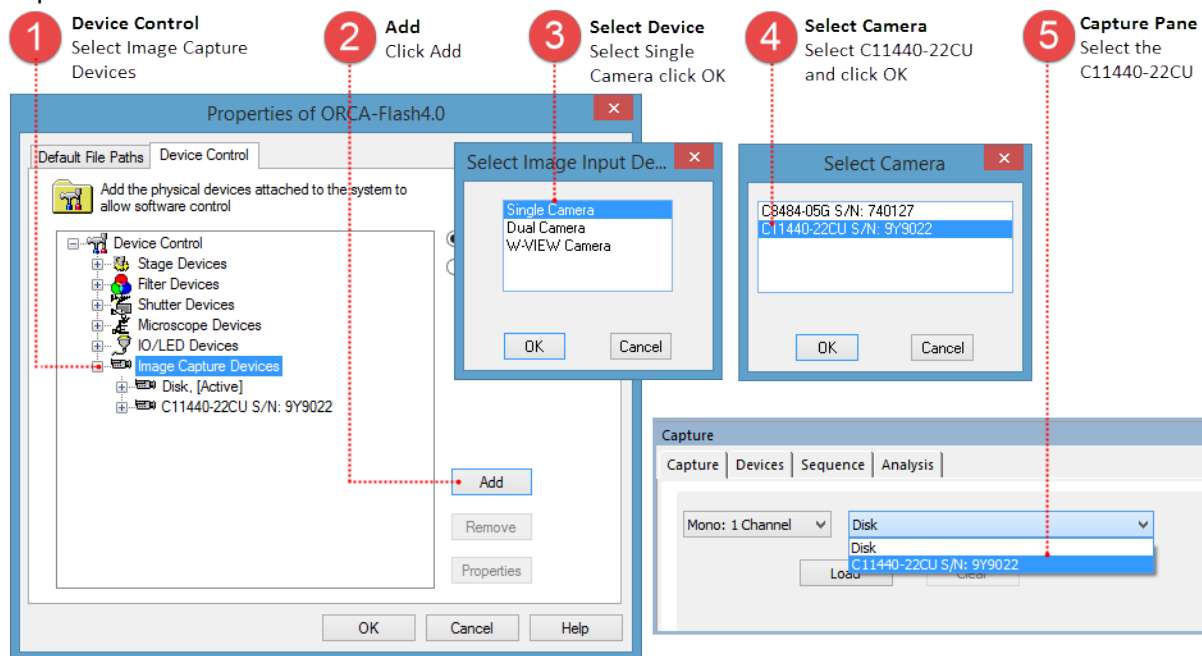 1
Device Control
Select Image Capture
Devices
2
Add
Click Add
3
Select Device
Select Single
Camera click OK
4
Select Camera
Select C11440-22CU
and click OK
5
Capture Pane
Select the
C11440-22CU
Properties of ORCA-Flash4.0
Default File Paths
Device Control
Add the physical devices attached to the system to
allow software control
Device Control
Stage Devices
Filter Devices
Shutter Devices
Microscope Devices
IO/LED Devices
Image Capture Devices
Disk, [Active]
C11440-22CU S/N: 9Y9022
Add
Remove
Properties
OK
Cancel
Help
Select Image Input De...
Single Camera
Dual Camera
W-VIEW Camera
OK
Cancel
Select Camera
C8484-05G S/N: 740127
C11440-22CU S/N: 9Y9022
OK
Cancel
Capture
Capture
Devices
Sequence
Analysis
Mono: 1 Channel
Disk
Disk
C11440-22CU S/N: 9Y9022
Load
Clear